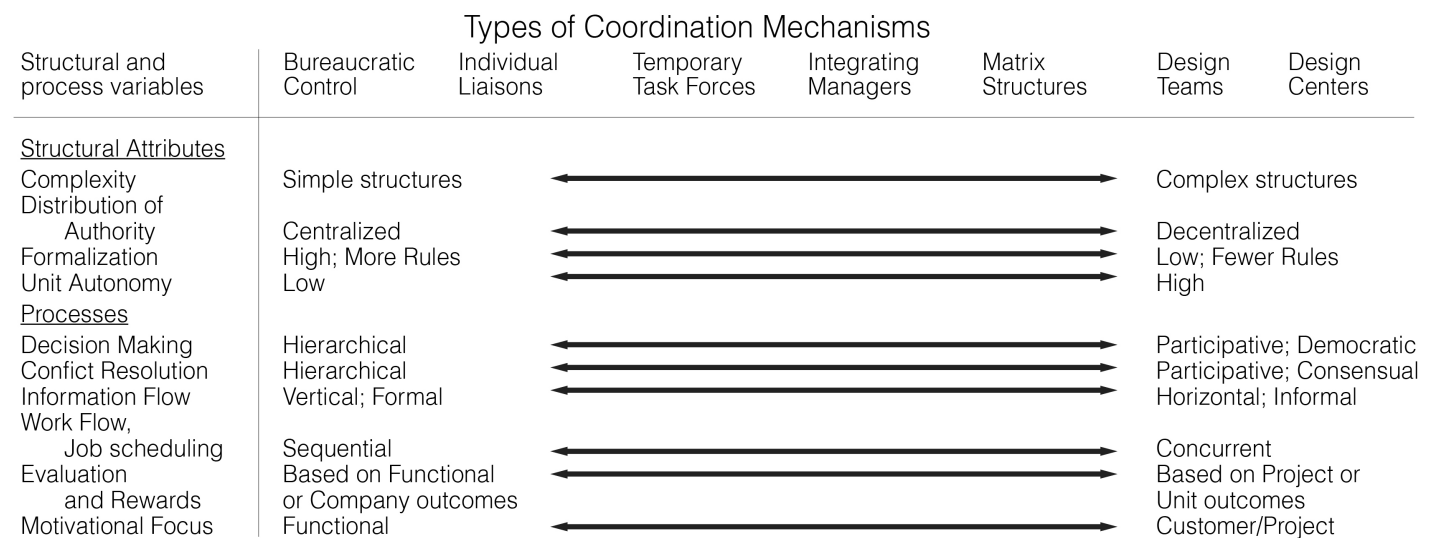 Types of Coordination Mechanisms
Structural and process variables
Bureaucratic Control
Individual Liaisons
Temporary Task Forces
Integrating Managers
Matrix Structures
Design Teams
Design Centers
Structural Attributes
Complexity Simple structures Complex structures
Distribution of
Authority Centralized Decentralized
Formalization High; More Rules Low; Fewer Rules
Unit Autonomy Low High
Processes
Decision Making Hierarchical Participative; Democratic
Confict Resolution Hierarchical Participative; Consensual
Information Flow Vertical; Formal Horizontal; Informal
Work Flow,
Job scheduling Sequential Concurrent
Evaluation Based on Functional Based on Project or
and Rewards or Company outcomes Unit outcomes
Motivational Focus Functional Customer/Project